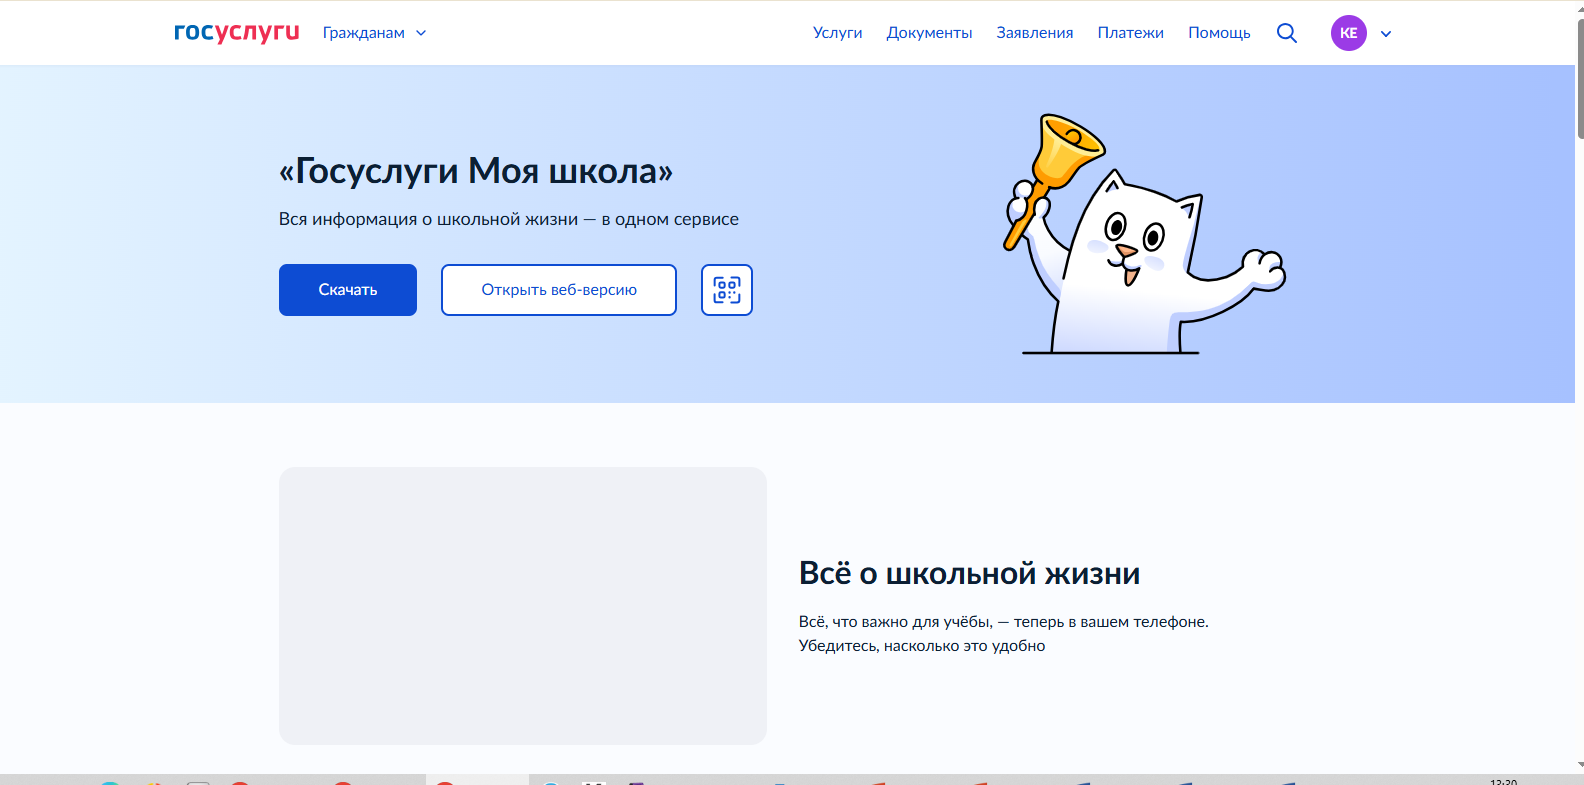 госуслуги Гражданам Услуги Документы Заявления Платежи Помощь КЕ
«Госуслуги Моя школа»
Вся информация о школьной жизни — в одном сервисе
Скачать Открыть веб-версию
Всё о школьной жизни
Всё, что важно для учёбы, — теперь в вашем телефоне.
Убедитесь, насколько это удобно